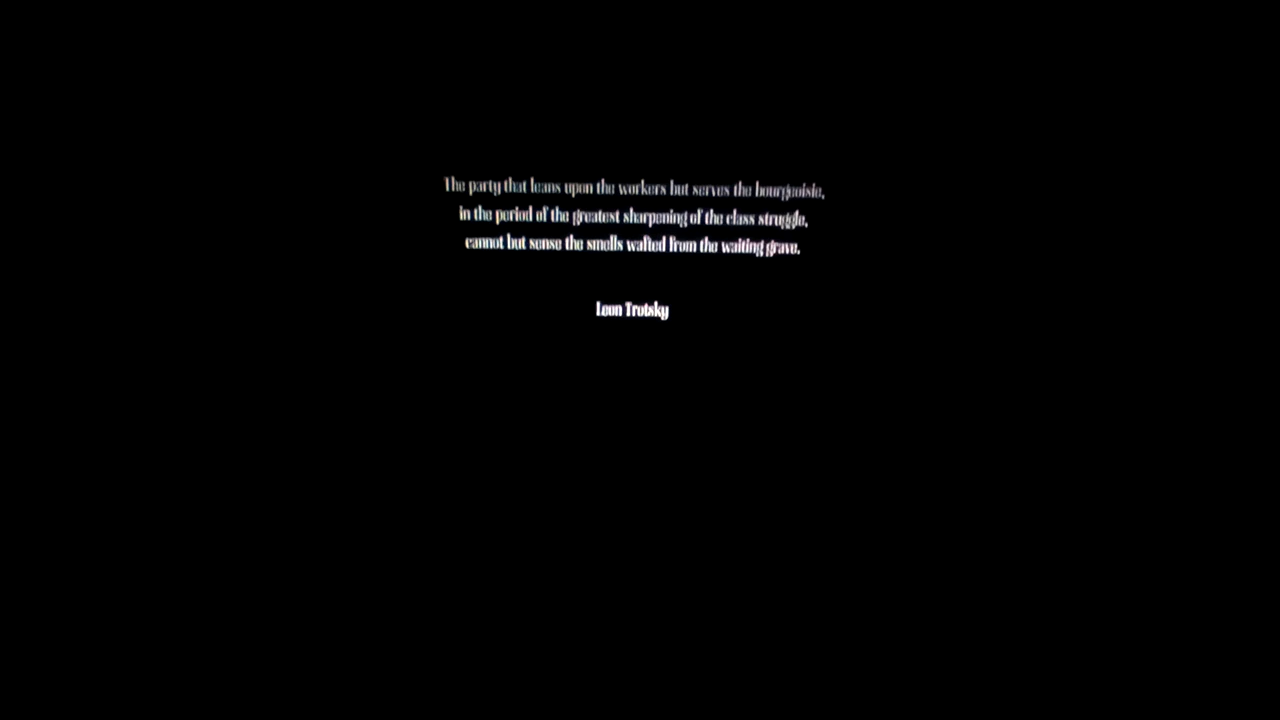 The party that leans upon the workers but serves the bourgeoisie,
in the period of the greatest sharpening of the class struggle,
cannot but sense the smells wafted from the waiting grave.
Leon Trotsky